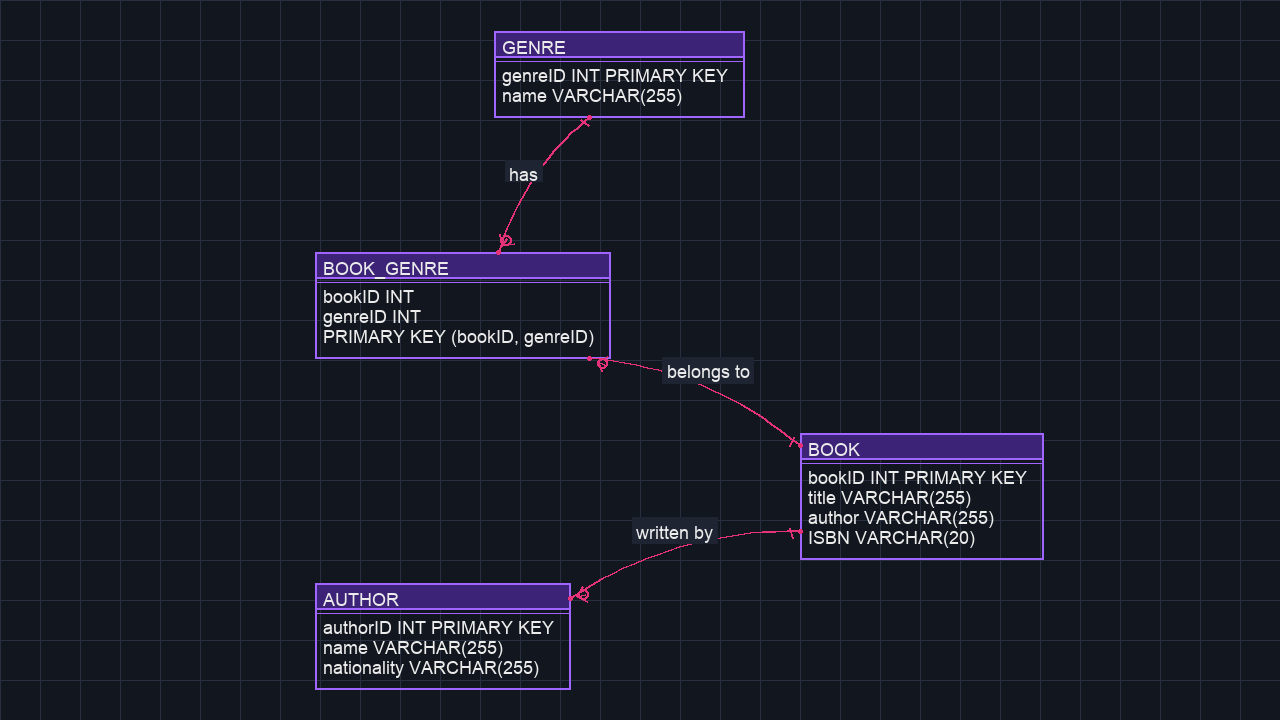 GENRE
genreID INT PRIMARY KEY
name VARCHAR(255)
has
BOOK_GENRE
bookID INT
genreID INT
PRIMARY KEY (bookID, genreID)
belongs to
BOOK
bookID INT PRIMARY KEY
title VARCHAR(255)
author VARCHAR(255)
ISBN VARCHAR(20)
written by
AUTHOR
authorID INT PRIMARY KEY
name VARCHAR(255)
nationality VARCHAR(255)